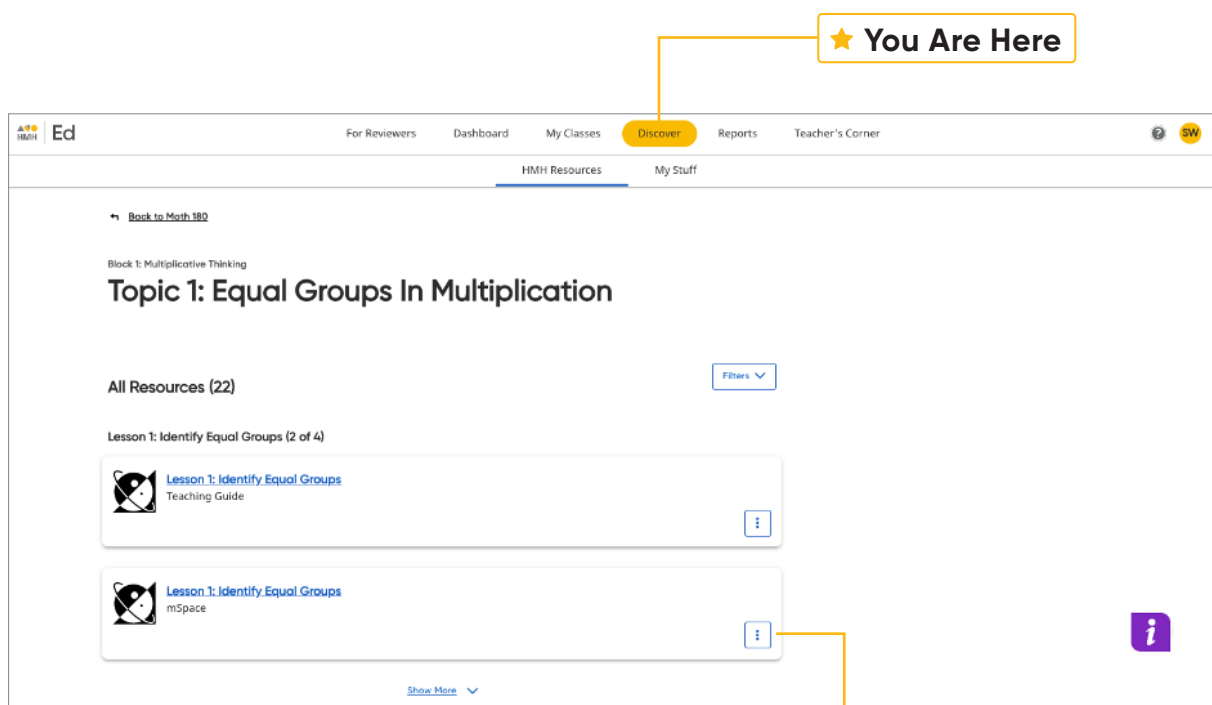 ★ You Are Here
HMH Ed For Reviewers Dashboard My Classes Discover Reports Teacher's Corner ? SW
HMH Resources My Stuff
Back to Math 180
Block 1: Multiplicative Thinking
Topic 1: Equal Groups In Multiplication
All Resources (22) Filters
Lesson 1: Identify Equal Groups (2 of 4)
Lesson 1: Identify Equal Groups
Teaching Guide
Lesson 1: Identify Equal Groups
mSpace
i
Show More